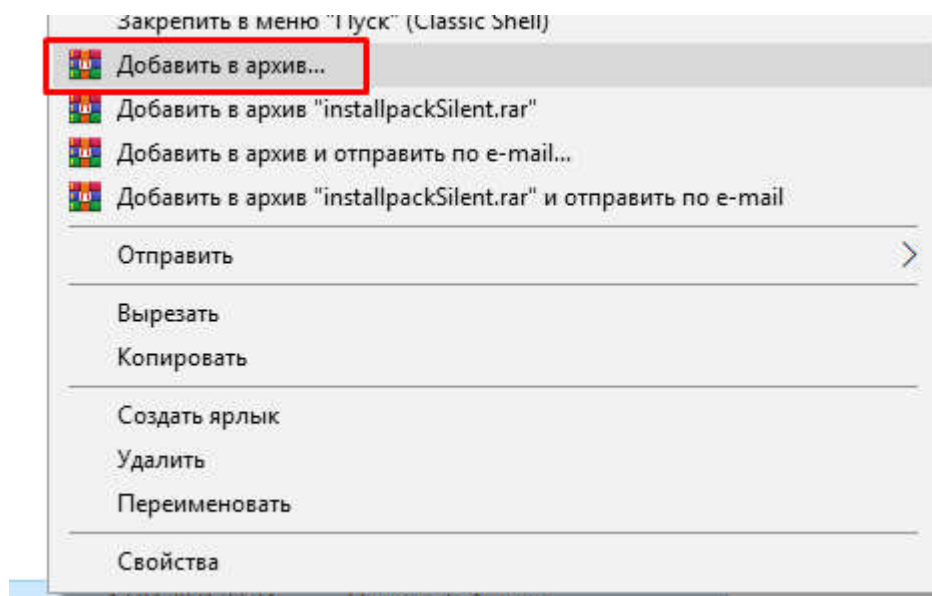 Закрепить в меню "Пуск" (Classic Shell)
Добавить в архив...
Добавить в архив "installpackSilent.rar"
Добавить в архив и отправить по e-mail...
Добавить в архив "installpackSilent.rar" и отправить по e-mail
Отправить
Вырезать
Копировать
Создать ярлык
Удалить
Переименовать
Свойства